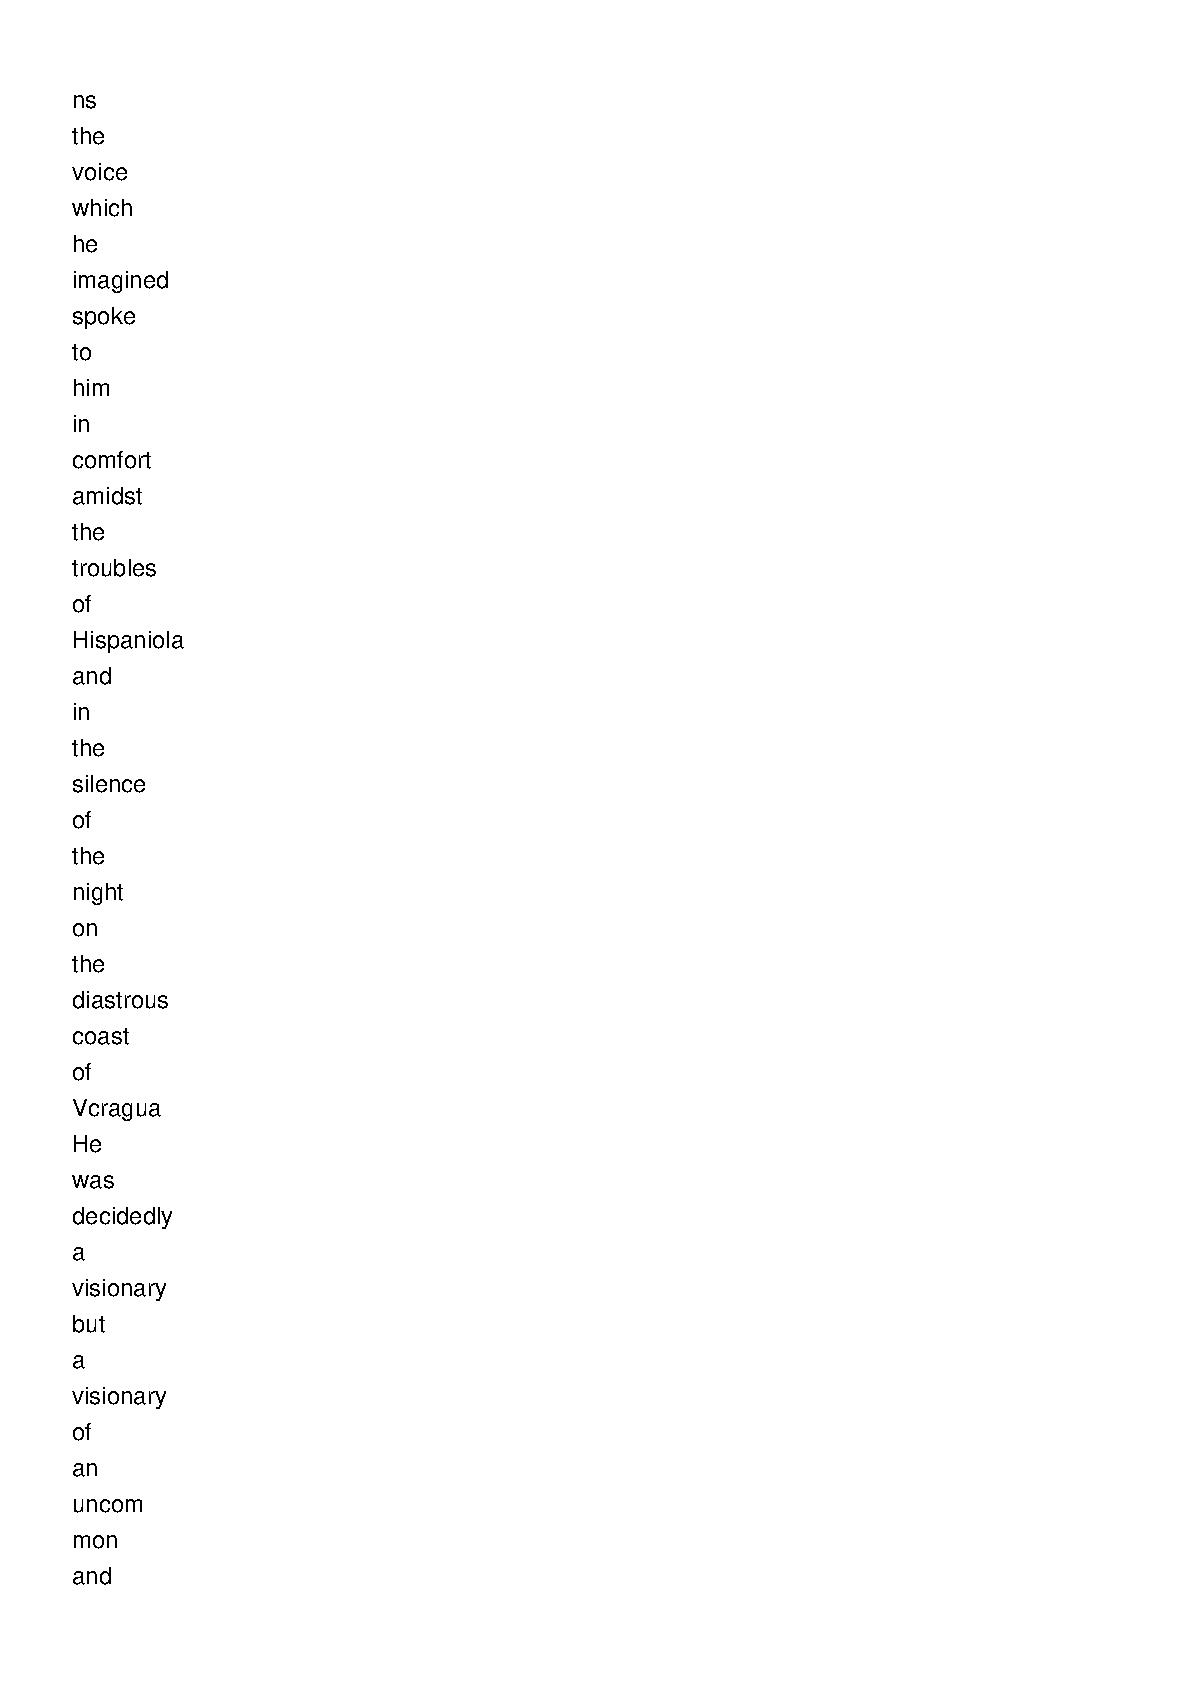 ns
the
voice
which
he
imagined
spoke
to
him
in
comfort
amidst
the
troubles
of
Hispaniola
and
in
the
silence
of
the
night
on
the
diastrous
coast
of
Vcragua
He
was
decidedly
a
visionary
but
a
visionary
of
an
uncom
mon
and